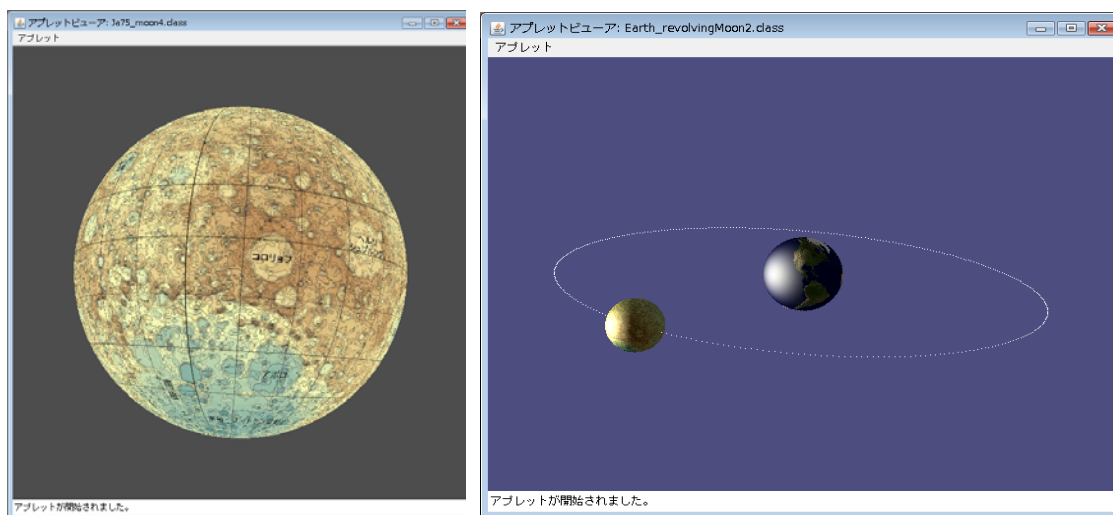 アプレットビューア: Ja75_moon4.class
アプレット
コロリョフ
アポロ
アプレットが開始されました。
アプレットビューア: Earth_revolvingMoon2.class
アプレット
アプレットが開始されました。